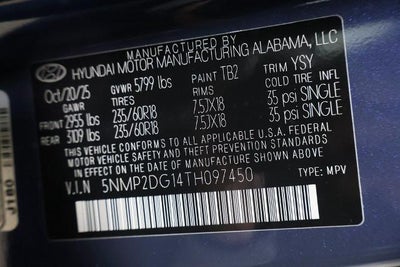 MANUFACTURED BY
HYUNDAI MOTOR MANUFACTURING ALABAMA, LLC
Oct/20/25 GVWR 5799 lbs PAINT TB2 TRIM YSY
GAWR TIRES RIMS COLD TIRE INFL
FRONT 2955 lbs 235/60R18 7.5JX18 35 psi SINGLE
REAR 3109 lbs 235/60R18 7.5JX18 35 psi SINGLE
THIS VEHICLE CONFORMS TO ALL APPLICABLE U.S. FEDERAL
MOTOR VEHICLE SAFETY AND THEFT PREVENTION STANDARDS
IN EFFECT ON THE DATE OF MANUFACTURE SHOWN ABOVE.
V.I.N 5NMP2DG14TH097450 TYPE: MPV